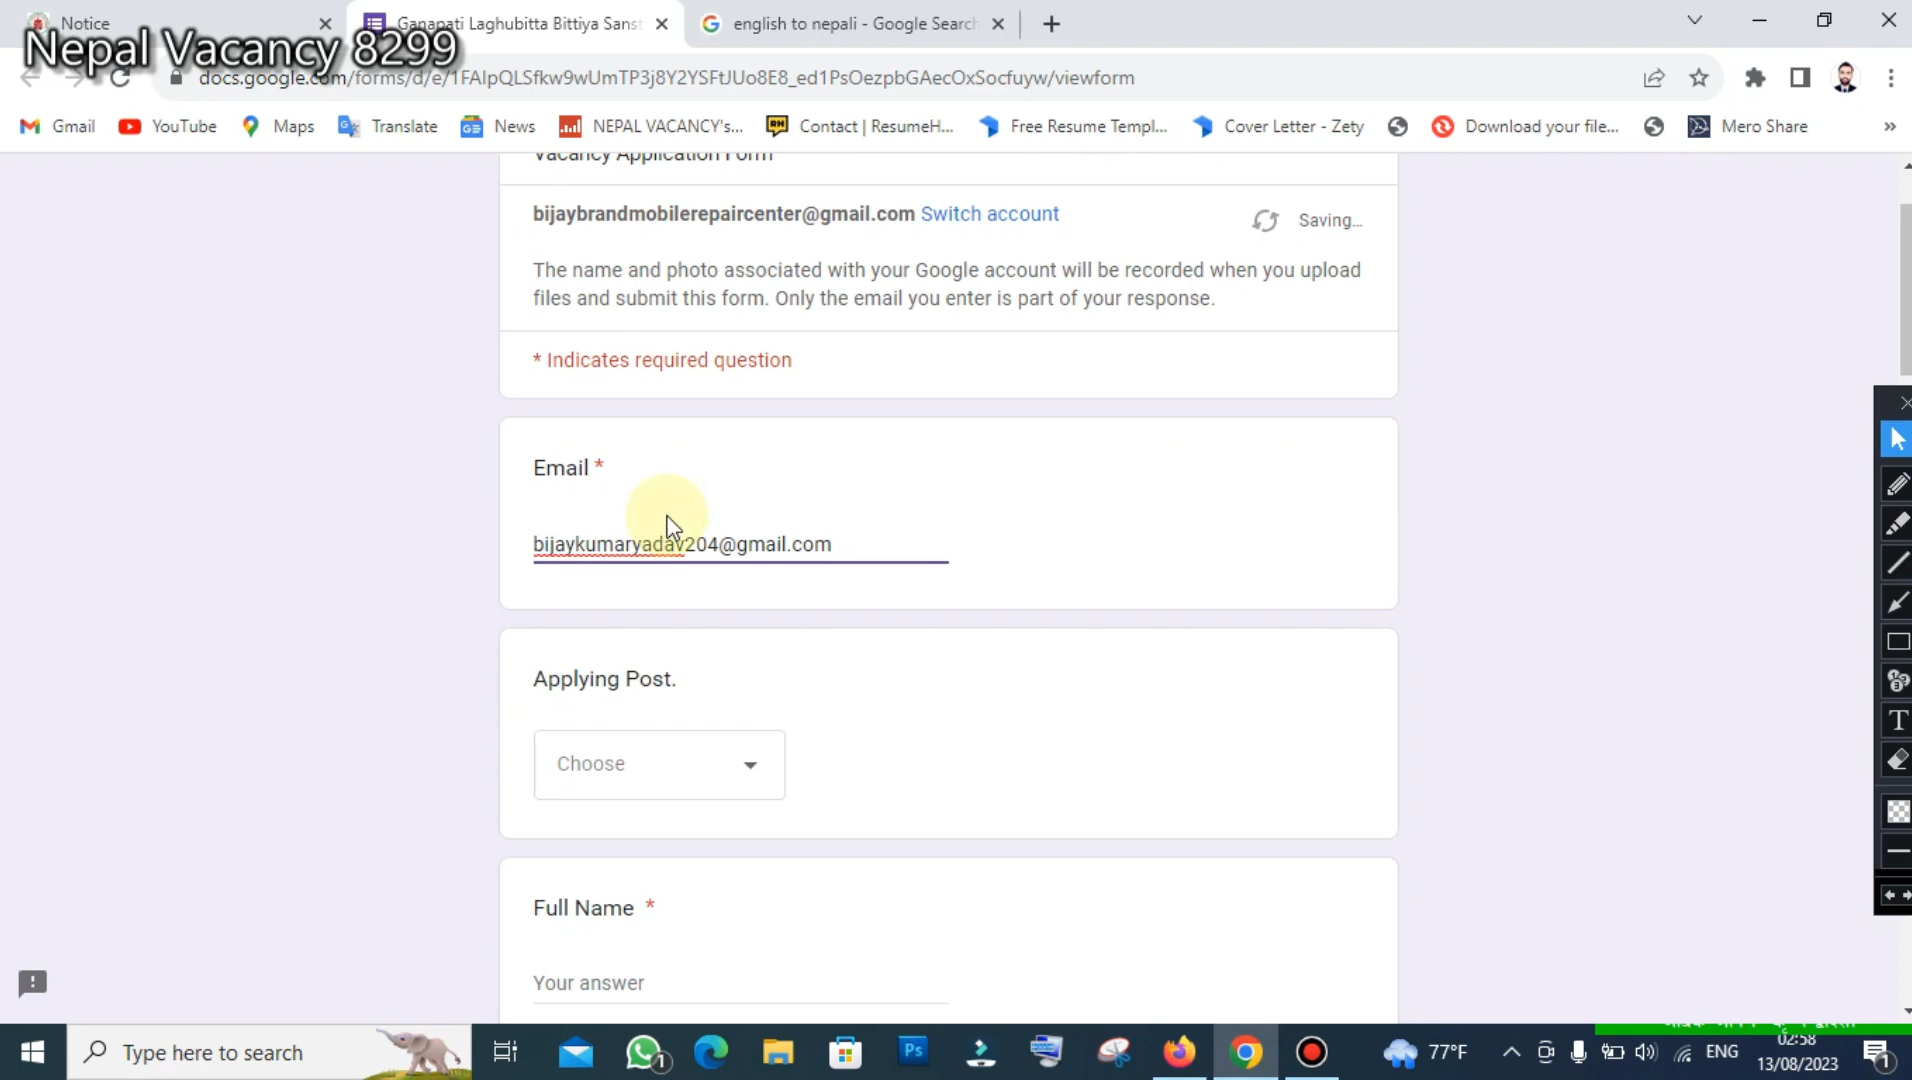 Notice
Ganapati Laghubitta Bittiya Sanst
english to nepali - Google Search
Nepal Vacancy 8299
docs.google.com/forms/d/e/1FAIpQLSfkw9wUmTP3j8Y2YSFtJUo8E8_ed1PsOezpbGAecOxSocfuyw/viewform
Gmail
YouTube
Maps
Translate
News
NEPAL VACANCY's...
Contact | ResumeH...
Free Resume Templ...
Cover Letter - Zety
Download your file...
Mero Share
Vacancy Application Form
bijaybrandmobilerepaircenter@gmail.com Switch account
Saving...
The name and photo associated with your Google account will be recorded when you upload
files and submit this form. Only the email you enter is part of your response.
* Indicates required question
Email *
bijaykumaryadav204@gmail.com
Applying Post.
Choose
Full Name *
Your answer
Type here to search
1
Ps
77°F
ENG
02:58
13/08/2023
1